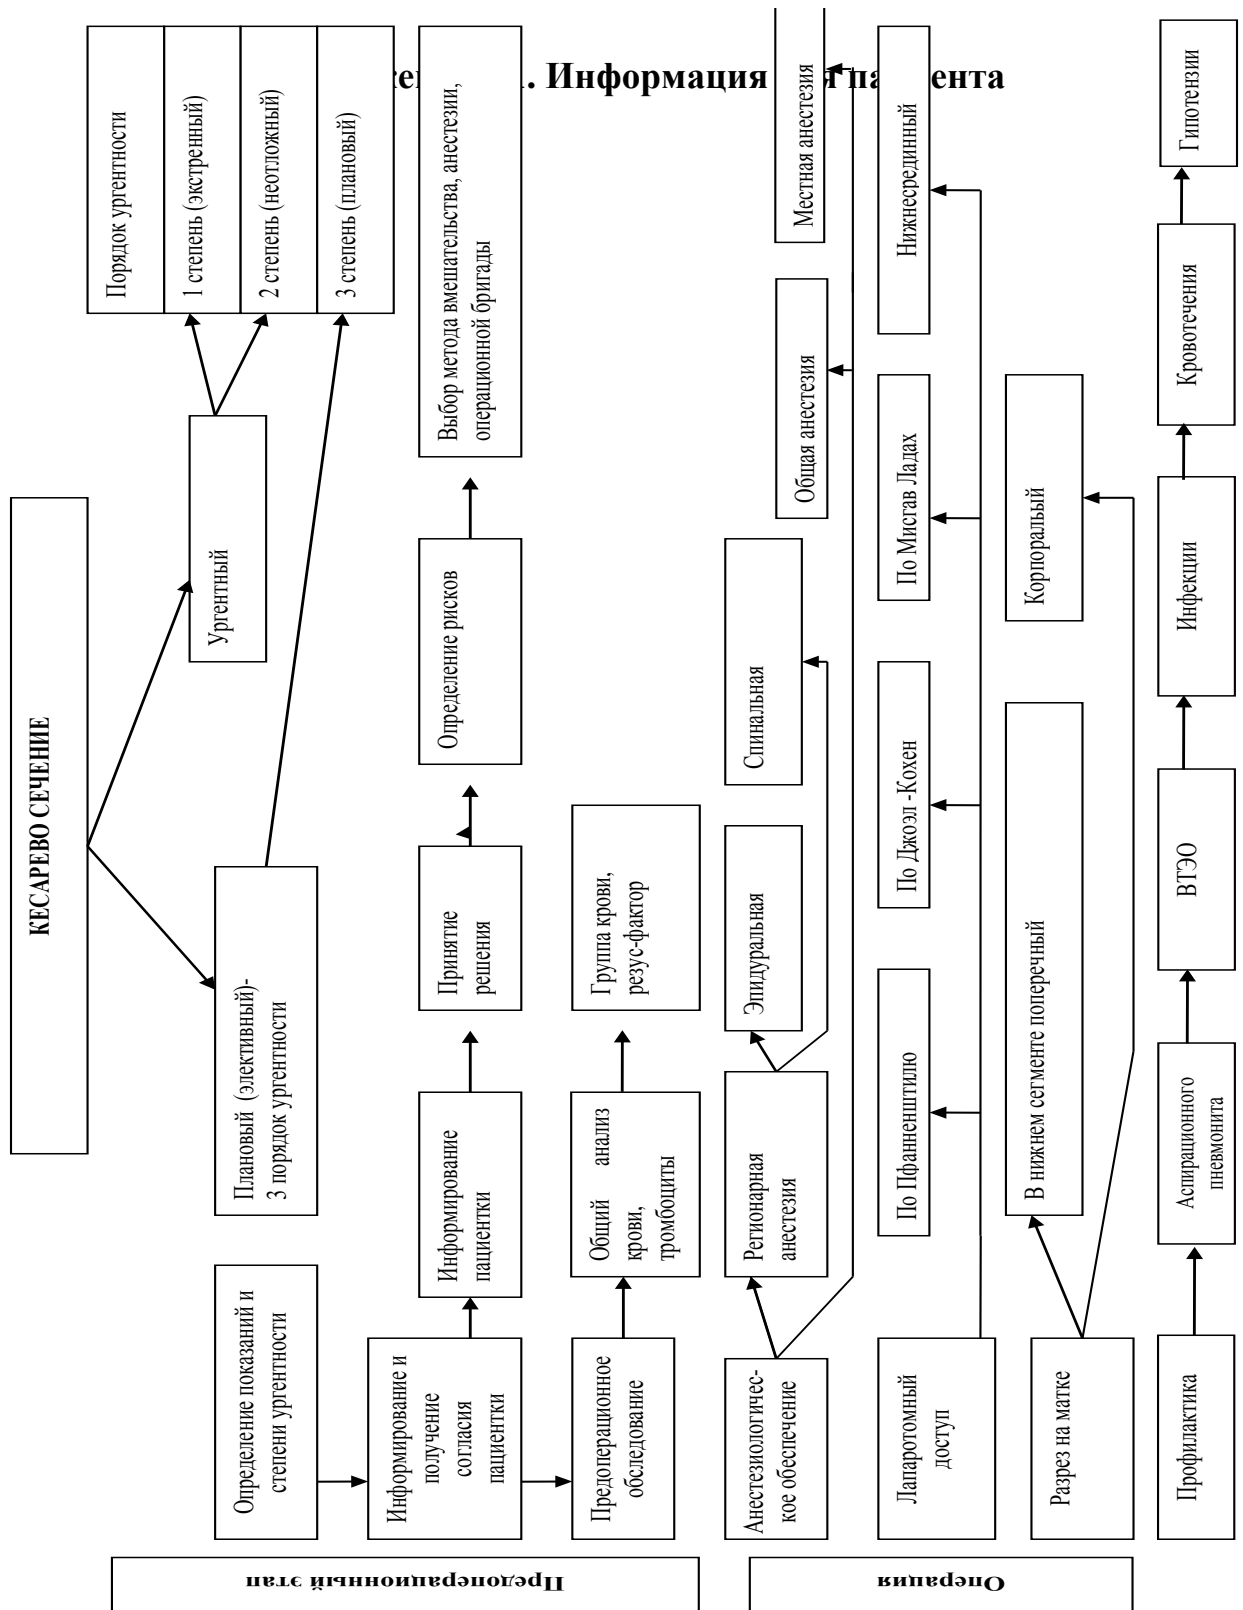 . Информация
КЕСАРЕВО СЕЧЕНИЕ
Плановый (элективный)-
3 порядок ургентности
Ургентный
Порядок ургентности
1 степень (экстренный)
2 степень (неотложный)
3 степень (плановый)
Предоперационный этап
Определение показаний и
степени ургентности
Информирование и
получение
согласия
пациентки
Информирование
пациентки
Принятие
решения
Определение рисков
Выбор метода вмешательства, анестезии,
операционной бригады
Предоперационное
обследование
Общий анализ
крови,
тромбоциты
Группа крови,
резус-фактор
Операция
Анестезиологичес-
кое обеспечение
Регионарная
анестезия
Эпидуральная
Спинальная
Общая анестезия
Местная анестезия
Лапаротомный
доступ
По Пфанненштилю
По Джоэл -Кохен
По Мисгав Ладах
Нижнесрединный
Разрез на матке
В нижнем сегменте поперечный
Корпоралььй
Профилактика
Аспирационного
пневмонита
ВТЭО
Инфекции
Кровотечения
Гипотензии